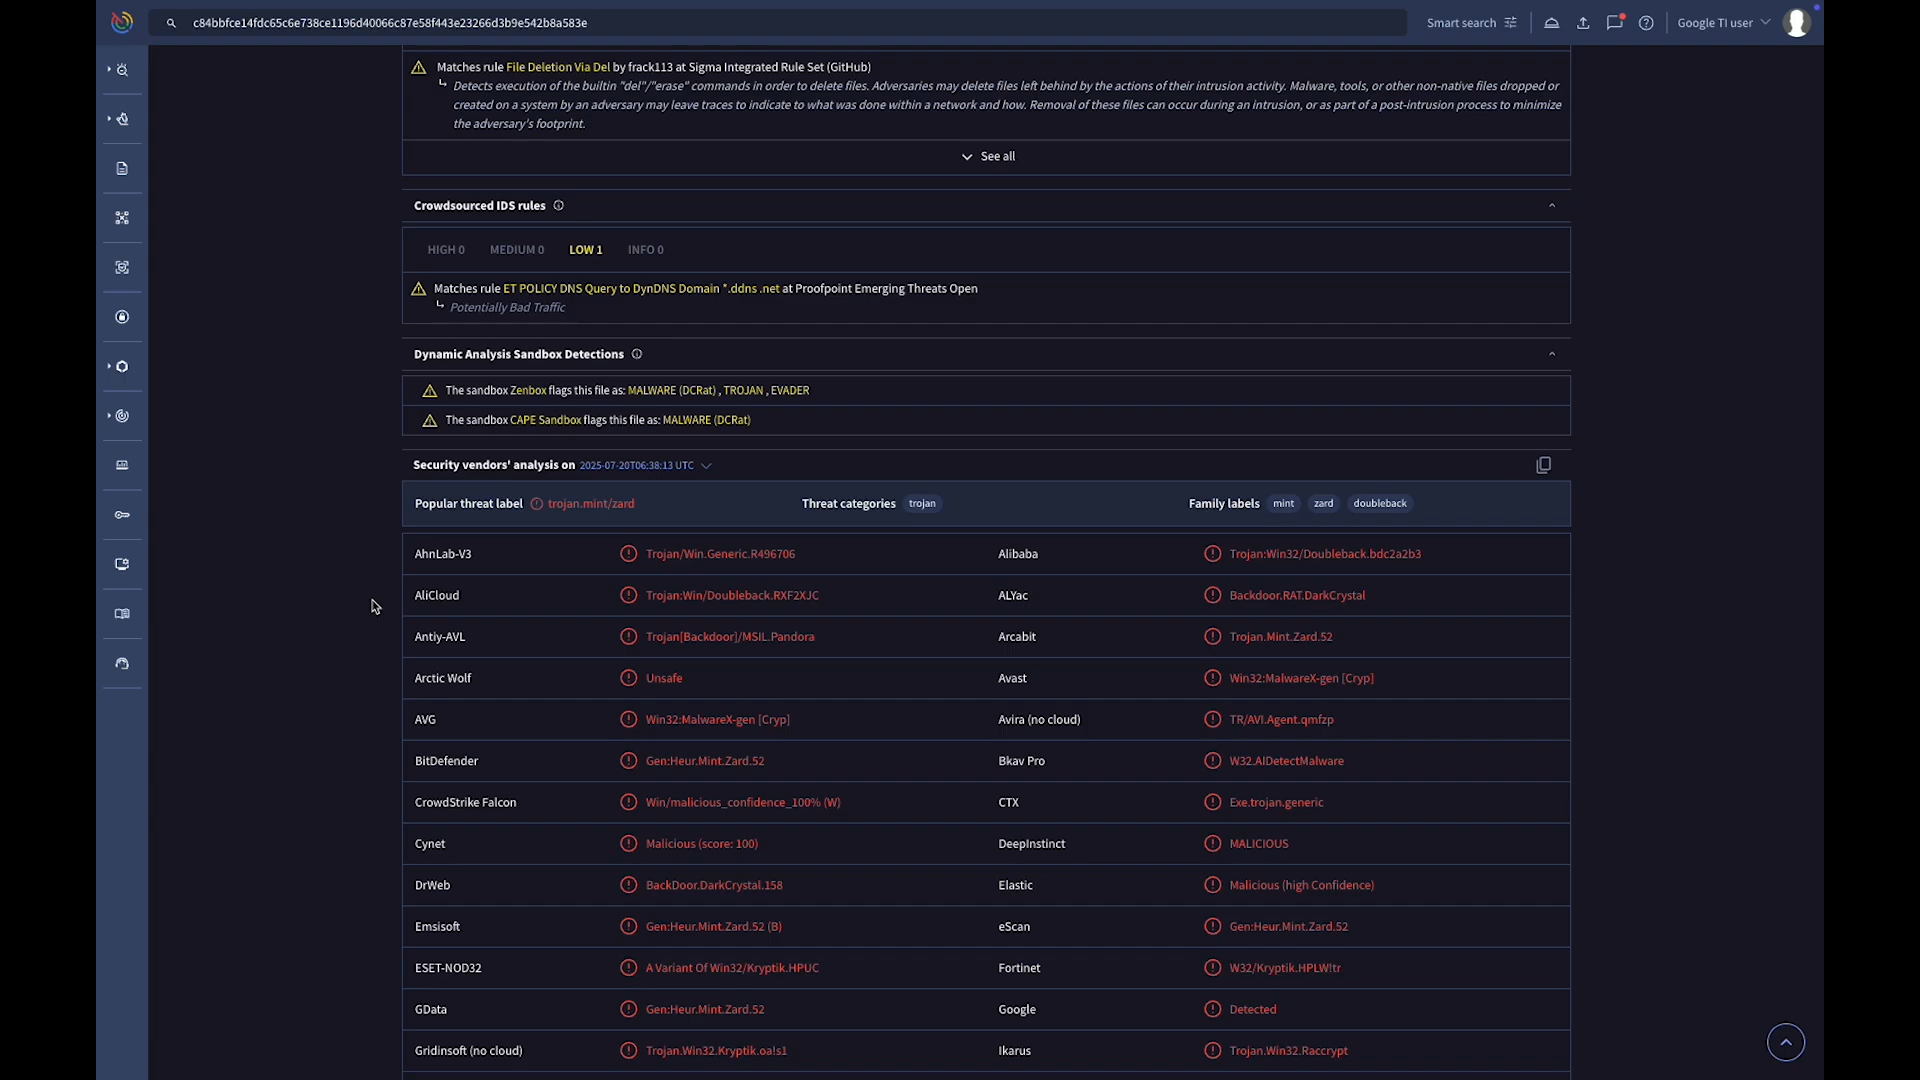 c84bbfce14fdc65c6e738ce1196d40066c87e58f443e23266d3b9e542b8a583e
Smart search
Google TI user
Matches rule File Deletion Via Del by frack113 at Sigma Integrated Rule Set (GitHub)
Detects execution of the builtin "del"/"erase" commands in order to delete files. Adversaries may delete files left behind by the actions of their intrusion activity. Malware, tools, or other non-native files dropped or
created on a system by an adversary may leave traces to indicate to what was done within a network and how. Removal of these files can occur during an intrusion, or as part of a post-intrusion process to minimize
the adversary's footprint.
See all
Crowdsourced IDS rules
HIGH 0 MEDIUM 0 LOW 1 INFO 0
Matches rule ET POLICY DNS Query to DynDNS Domain *.ddns .net at Proofpoint Emerging Threats Open
Potentially Bad Traffic
Dynamic Analysis Sandbox Detections
The sandbox Zenbox flags this file as: MALWARE (DCRat) , TROJAN , EVADER
The sandbox CAPE Sandbox flags this file as: MALWARE (DCRat)
Security vendors' analysis on 2025-07-20T06:38:13 UTC
Popular threat label trojan.mint/zard Threat categories trojan Family labels mint zard doubleback
AhnLab-V3 Trojan/Win.Generic.R496706 Alibaba Trojan:Win32/Doubleback.bdc2a2b3
AliCloud Trojan:Win/Doubleback.RXF2XJC ALYac Backdoor.RAT.DarkCrystal
Antiy-AVL Trojan[Backdoor]/MSIL.Pandora Arcabit Trojan.Mint.Zard.52
Arctic Wolf Unsafe Avast Win32:MalwareX-gen [Cryp]
AVG Win32:MalwareX-gen [Cryp] Avira (no cloud) TR/AVI.Agent.qmfzp
BitDefender Gen:Heur.Mint.Zard.52 Bkav Pro W32.AIDetectMalware
CrowdStrike Falcon Win/malicious_confidence_100% (W) CTX Exe.trojan.generic
Cynet Malicious (score: 100) DeepInstinct MALICIOUS
DrWeb BackDoor.DarkCrystal.158 Elastic Malicious (high Confidence)
Emsisoft Gen:Heur.Mint.Zard.52 (B) eScan Gen:Heur.Mint.Zard.52
ESET-NOD32 A Variant Of Win32/Kryptik.HPUC Fortinet W32/Kryptik.HPLW!tr
GData Gen:Heur.Mint.Zard.52 Google Detected
Gridinsoft (no cloud) Trojan.Win32.Kryptik.oa!s1 Ikarus Trojan.Win32.Raccrypt